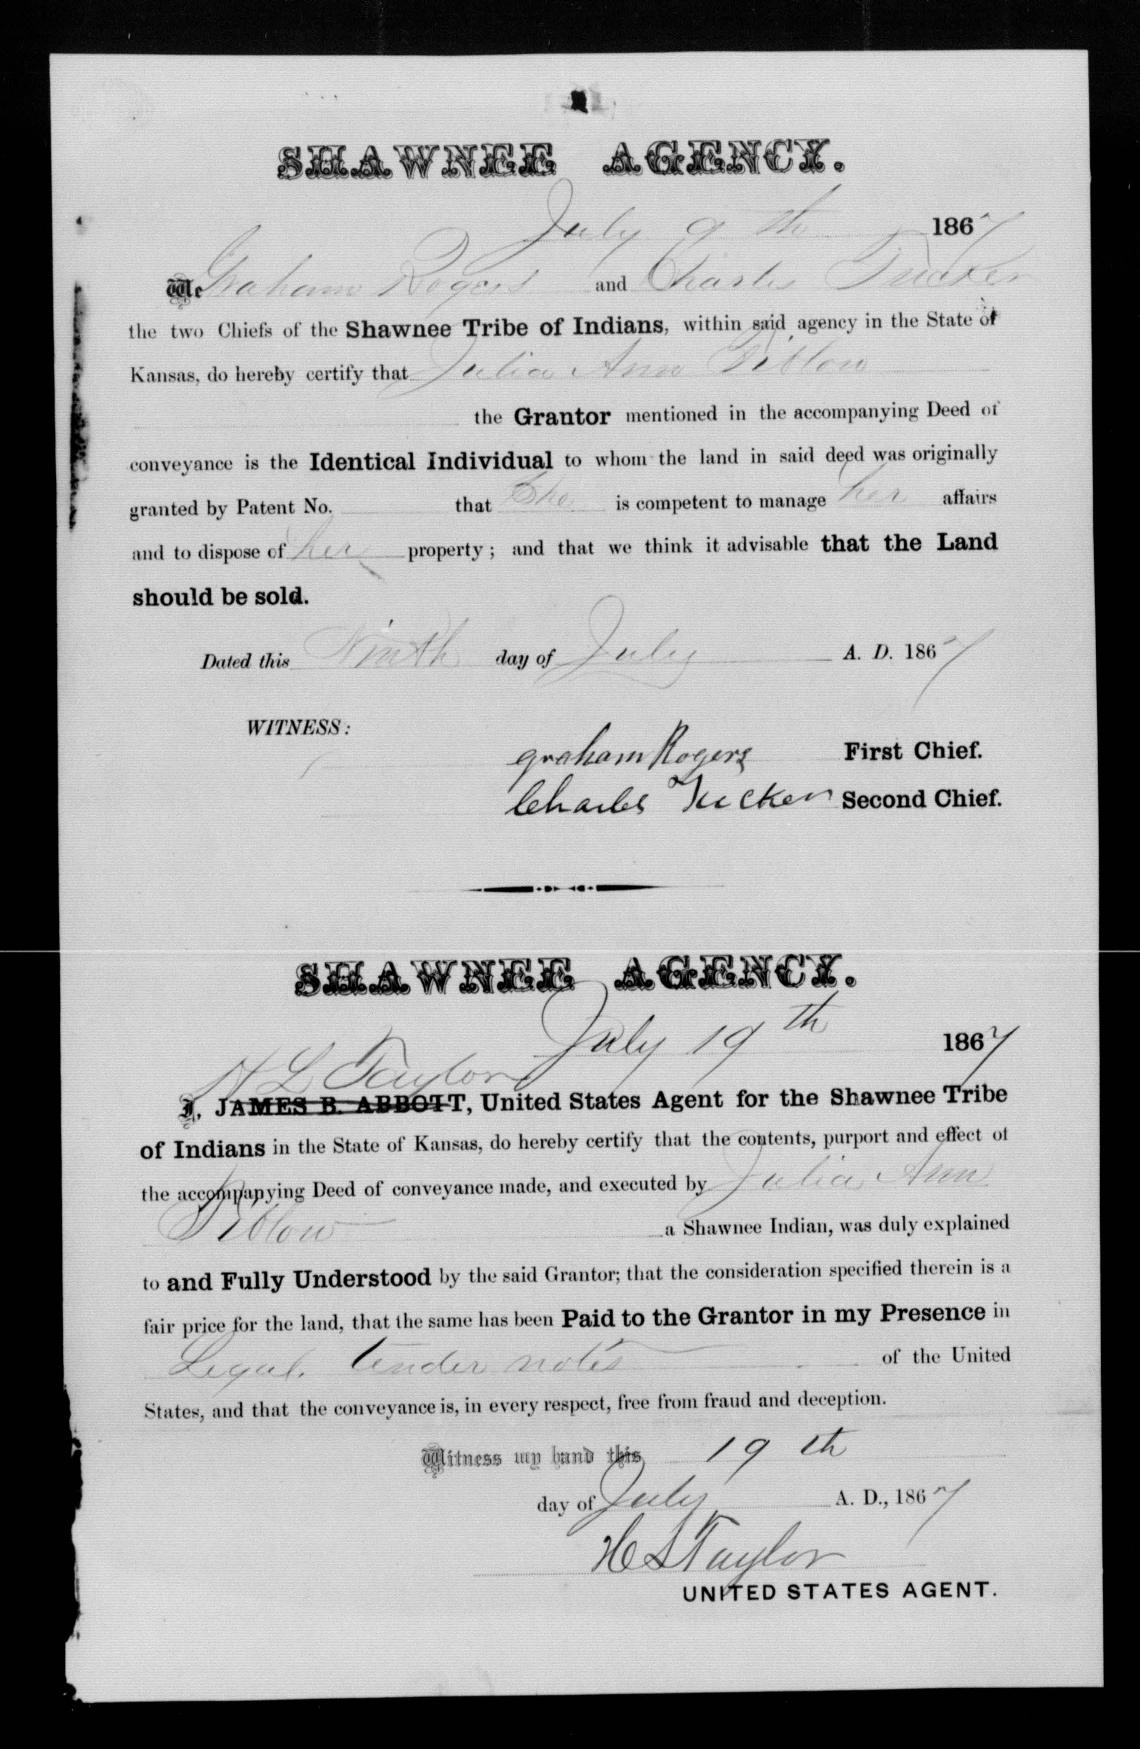 SHAWNEE AGENCY.
July 9th 1867
We Graham Rogers and Charles Tucker
the two Chiefs of the Shawnee Tribe of Indians, within said agency in the State of
Kansas, do hereby certify that Julia Ann Tiblow
the Grantor mentioned in the accompanying Deed of
conveyance is the Identical Individual to whom the land in said deed was originally
granted by Patent No. that She is competent to manage her affairs
and to dispose of her property; and that we think it advisable that the Land
should be sold.
Dated this Ninth day of July A. D. 1867
WITNESS:
graham Rogers First Chief.
Charles Tucker Second Chief.
SHAWNEE AGENCY.
July 19th 1867
H L Taylor
I, JAMES B. ABBOTT, United States Agent for the Shawnee Tribe
of Indians in the State of Kansas, do hereby certify that the contents, purport and effect of
the accompanying Deed of conveyance made, and executed by Julia Ann
Tiblow a Shawnee Indian, was duly explained
to and Fully Understood by the said Grantor; that the consideration specified therein is a
fair price for the land, that the same has been Paid to the Grantor in my Presence in
Legal tender notes of the United
States, and that the conveyance is, in every respect, free from fraud and deception.
Witness my hand this 19th
day of July A. D., 1867
H L Taylor
UNITED STATES AGENT.